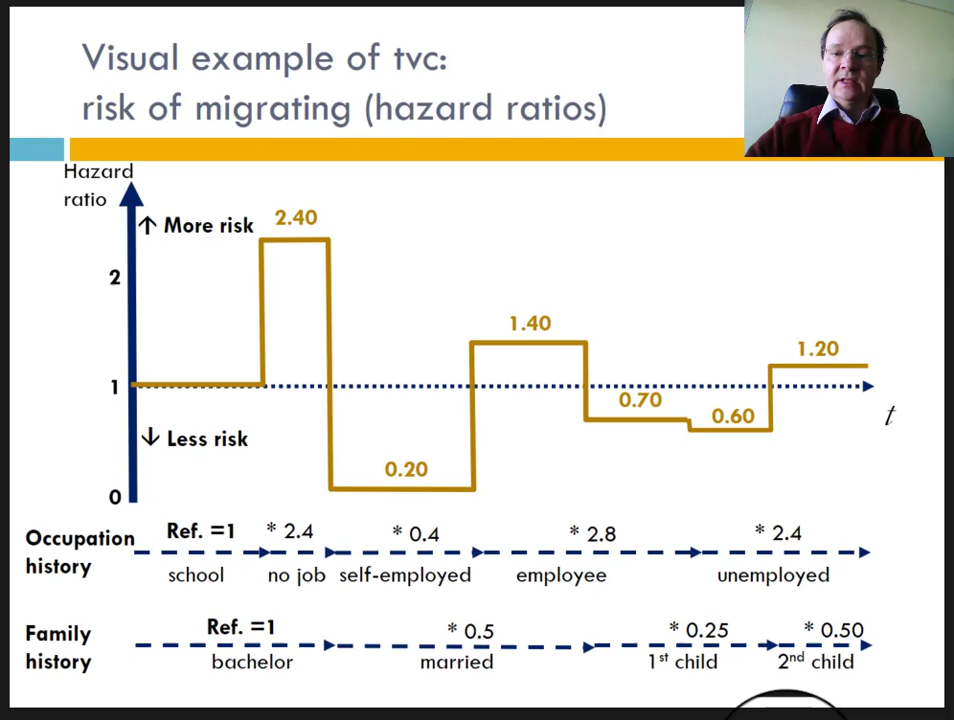 Visual example of tvc:
risk of migrating (hazard ratios)
Hazard
ratio
↑ More risk
2.40
2
1.40
1.20
1
0.70
0.60
t
↓ Less risk
0.20
0
Occupation
history
Ref. =1 * 2.4 * 0.4 * 2.8 * 2.4
school no job self-employed employee unemployed
Family
history
Ref. =1 * 0.5 * 0.25 * 0.50
bachelor married 1st child 2nd child